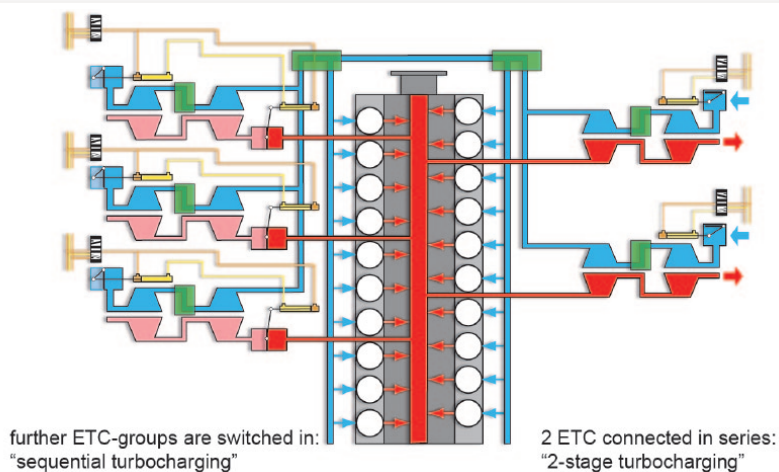 further ETC-groups are switched in:
"sequential turbocharging"
2 ETC connected in series:
"2-stage turbocharging"